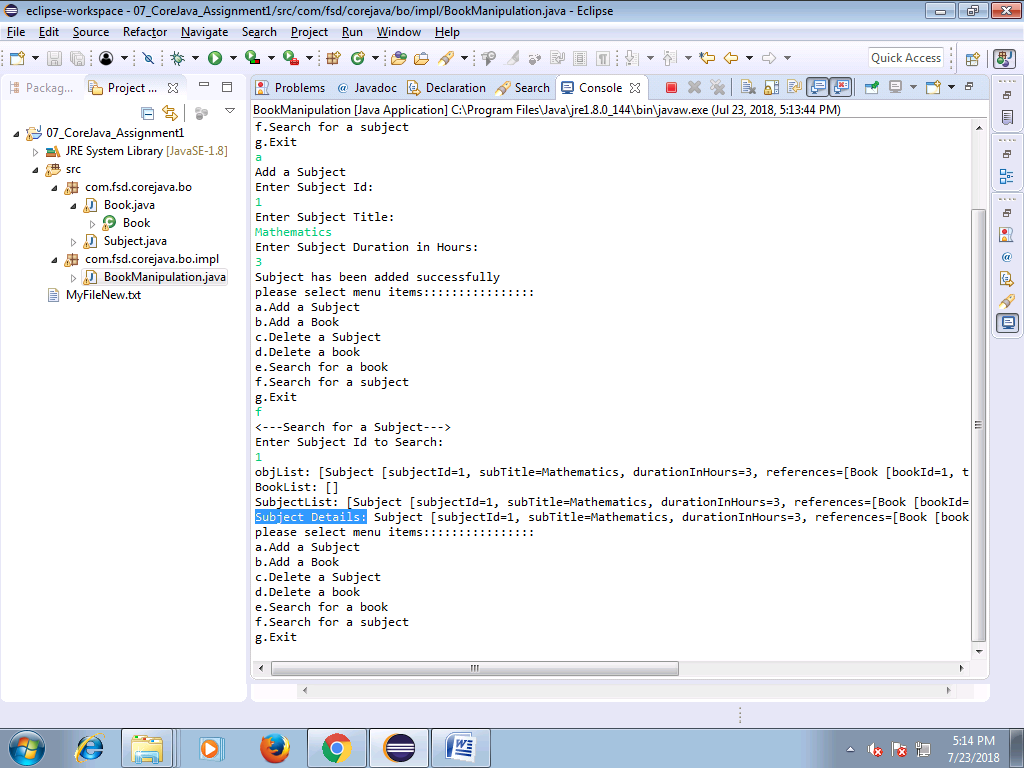 eclipse-workspace - 07_CoreJava_Assignment1/src/com/fsd/corejava/bo/impl/BookManipulation.java - Eclipse
File Edit Source Refactor Navigate Search Project Run Window Help
Quick Access
Packag...
Project ...
07_CoreJava_Assignment1
JRE System Library [JavaSE-1.8]
src
com.fsd.corejava.bo
Book.java
Book
Subject.java
com.fsd.corejava.bo.impl
BookManipulation.java
MyFileNew.txt
Problems @ Javadoc Declaration Search Console
BookManipulation [Java Application] C:\Program Files\Java\jre1.8.0_144\bin\javaw.exe (Jul 23, 2018, 5:13:44 PM)
f.Search for a subject
g.Exit
a
Add a Subject
Enter Subject Id:
1
Enter Subject Title:
Mathematics
Enter Subject Duration in Hours:
3
Subject has been added successfully
please select menu items::::::::::::::::
a.Add a Subject
b.Add a Book
c.Delete a Subject
d.Delete a book
e.Search for a book
f.Search for a subject
g.Exit
f
<---Search for a Subject--->
Enter Subject Id to Search:
1
objList: [Subject [subjectId=1, subTitle=Mathematics, durationInHours=3, references=[Book [bookId=1, t
BookList: []
SubjectList: [Subject [subjectId=1, subTitle=Mathematics, durationInHours=3, references=[Book [bookId=
Subject Details: Subject [subjectId=1, subTitle=Mathematics, durationInHours=3, references=[Book [book
please select menu items::::::::::::::::
a.Add a Subject
b.Add a Book
c.Delete a Subject
d.Delete a book
e.Search for a book
f.Search for a subject
g.Exit
5:14 PM
7/23/2018